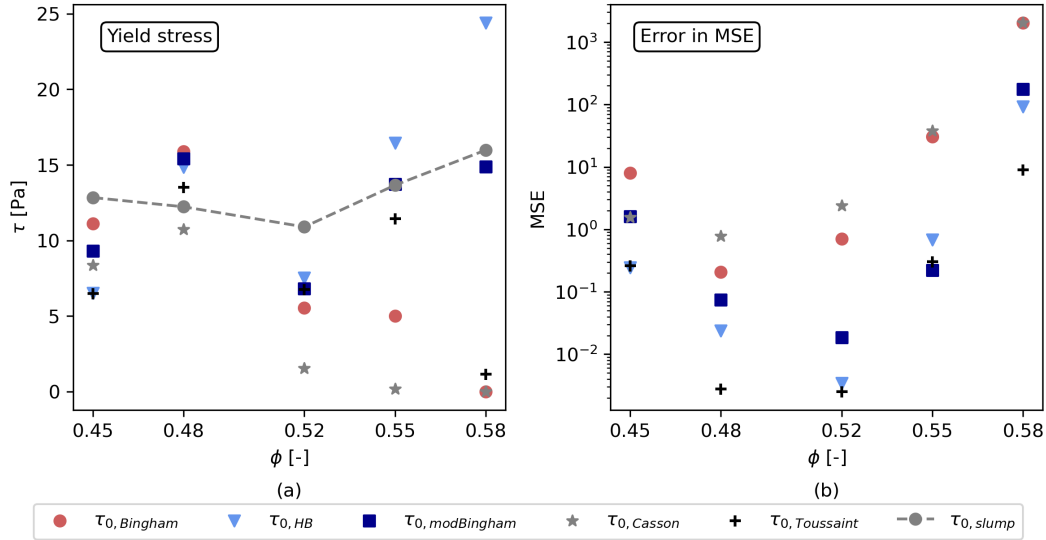 Yield stress
25
20
15
10
5
0
τ [Pa]
0.45 0.48 0.52 0.55 0.58
ϕ [-]
(a)
Error in MSE
10³
10²
10¹
10⁰
10⁻¹
10⁻²
MSE
0.45 0.48 0.52 0.55 0.58
ϕ [-]
(b)
τ₀,Bingham τ₀,HB τ₀,modBingham τ₀,Casson τ₀,Toussaint τ₀,slump